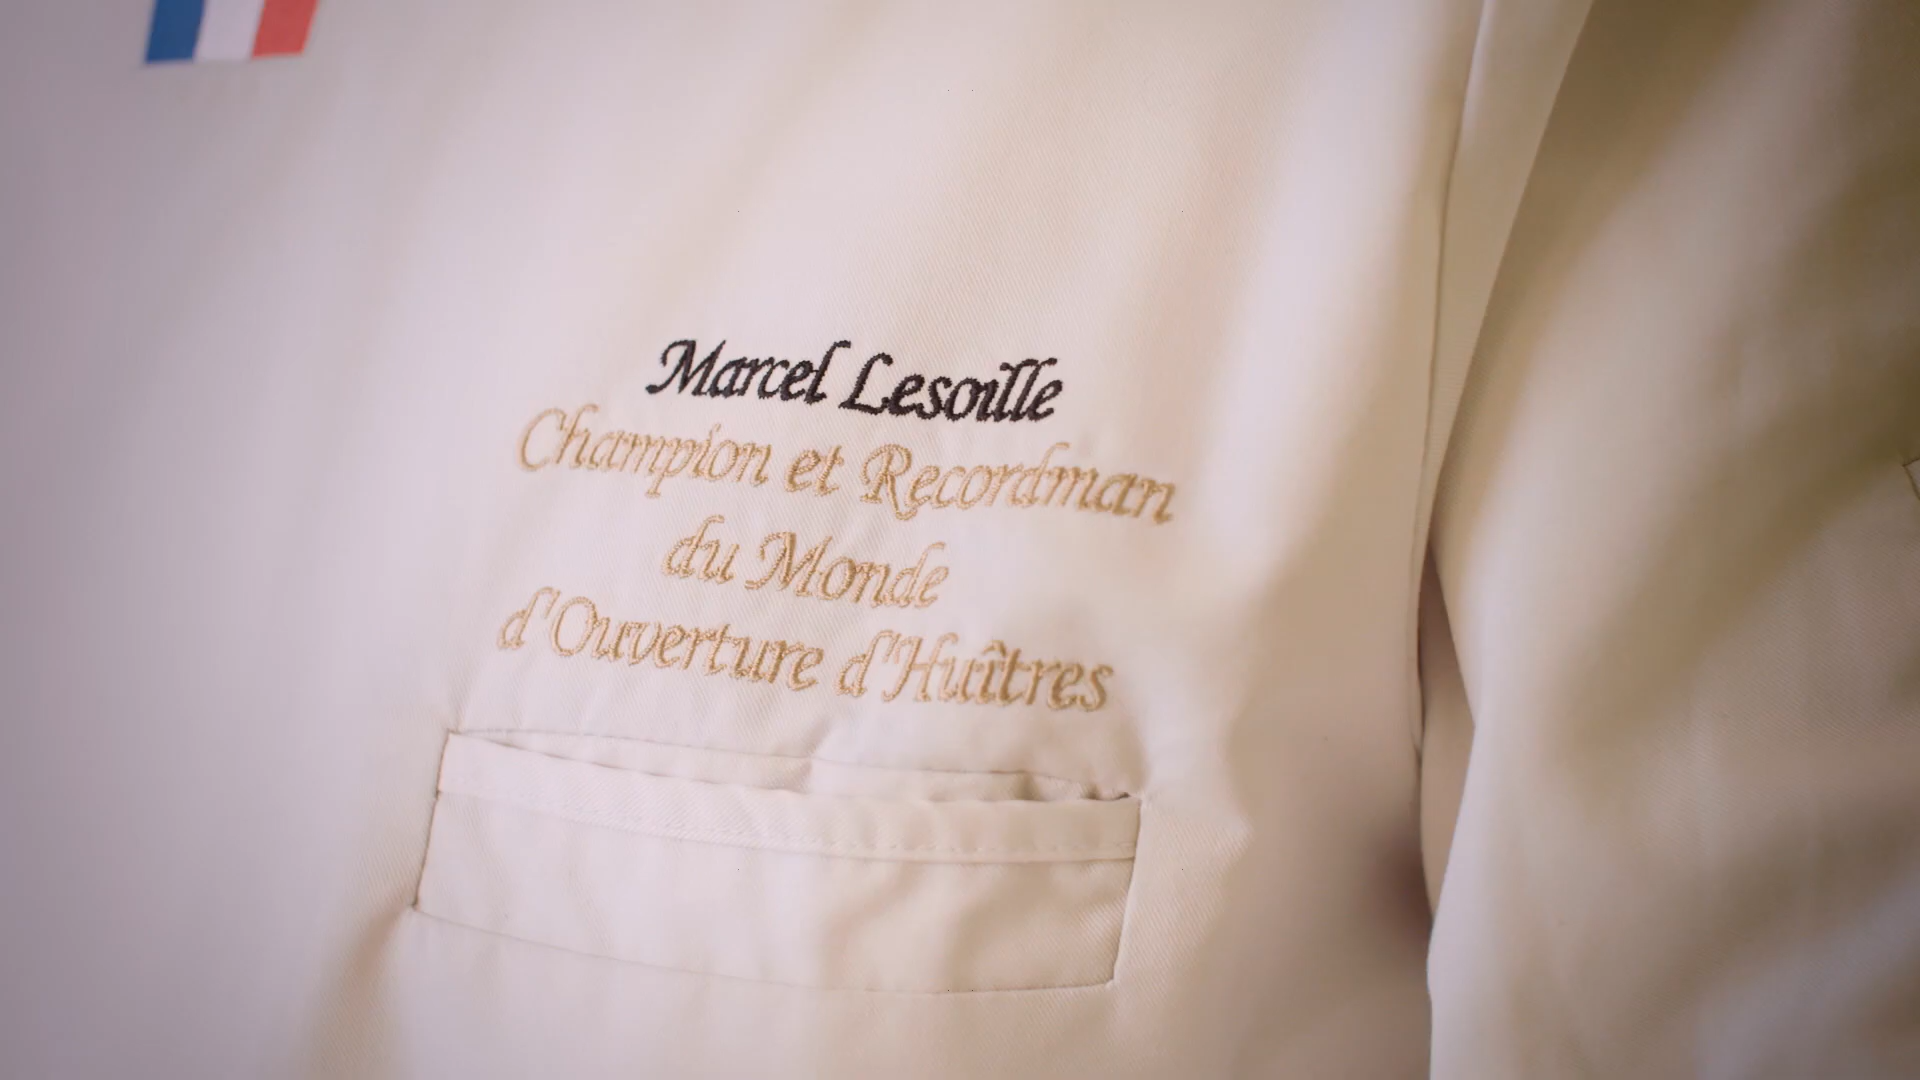 Marcel Lesoille
Champion et Recordman
du Monde
d'Ouverture d'Huîtres